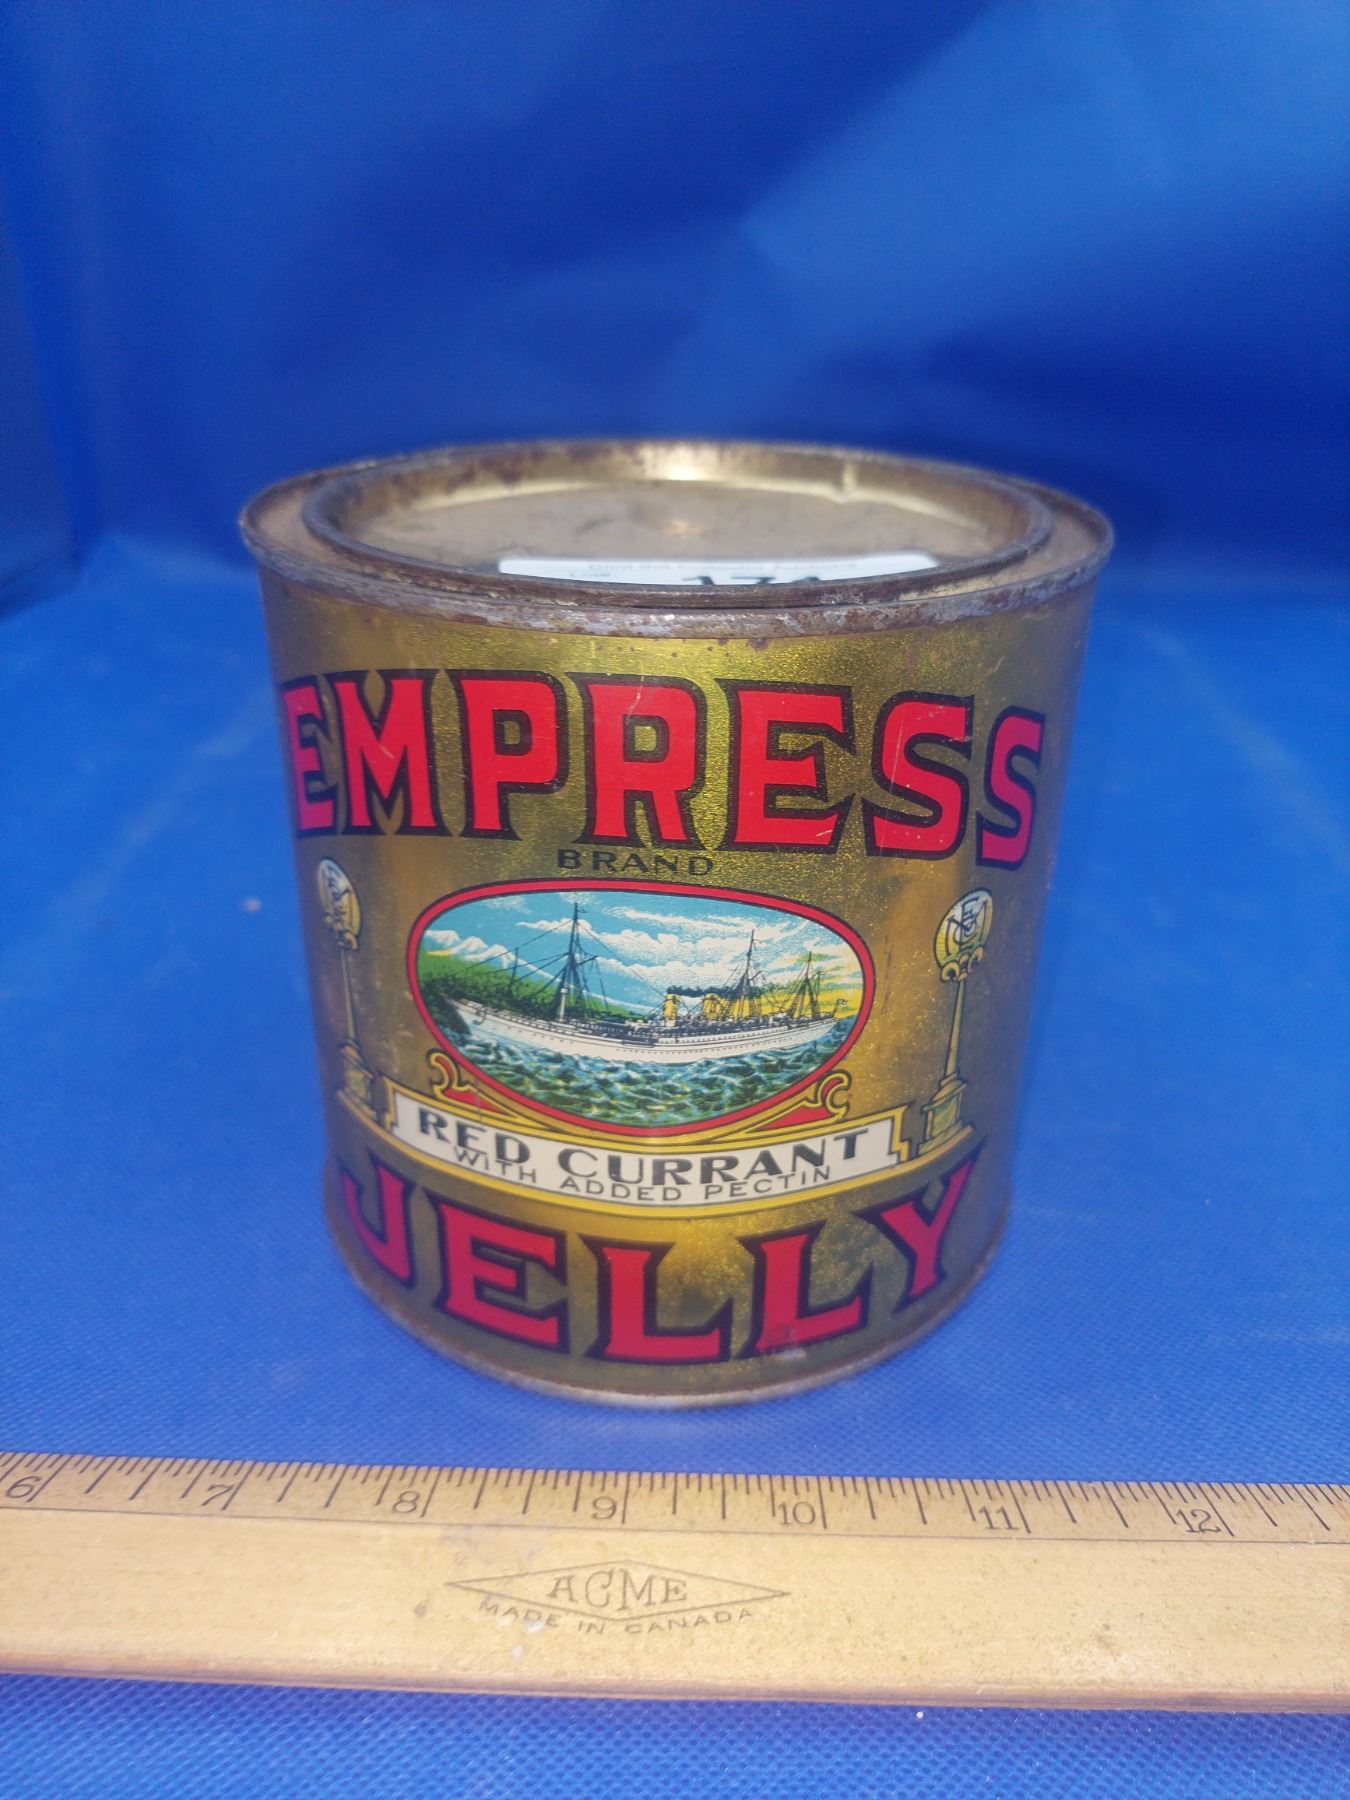 EMPRESS
BRAND
RED CURRANT
WITH ADDED PECTIN
JELLY
6 7 8 9 10 11 12
ACME
MADE IN CANADA